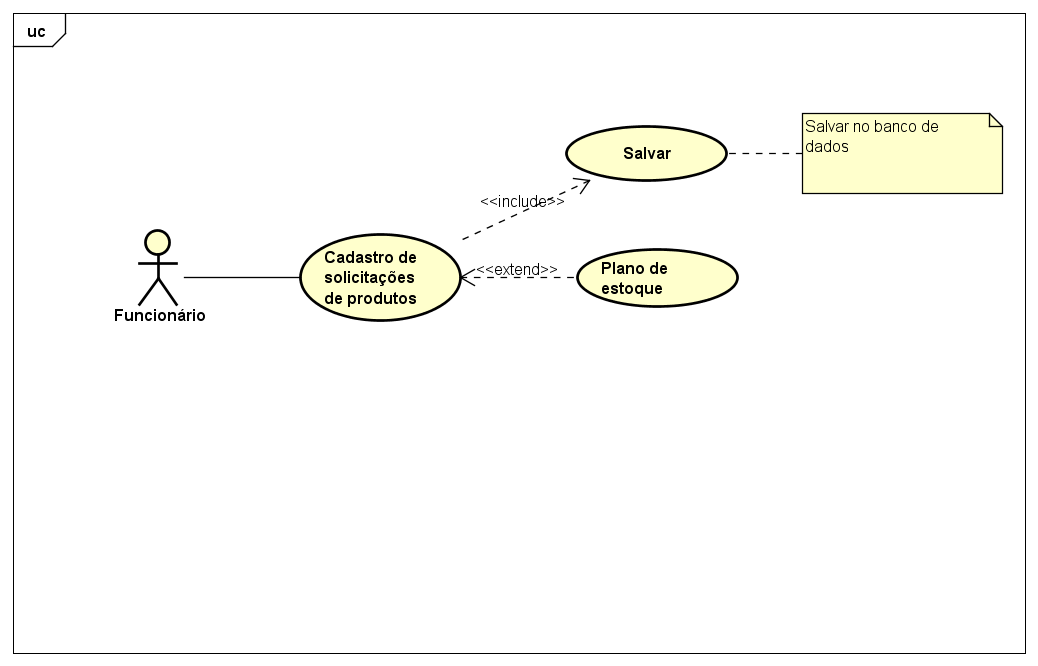 uc
Salvar no banco de
dados
Salvar
<<include>>
Cadastro de
solicitações
de produtos
<<extend>>
Plano de
estoque
Funcionário